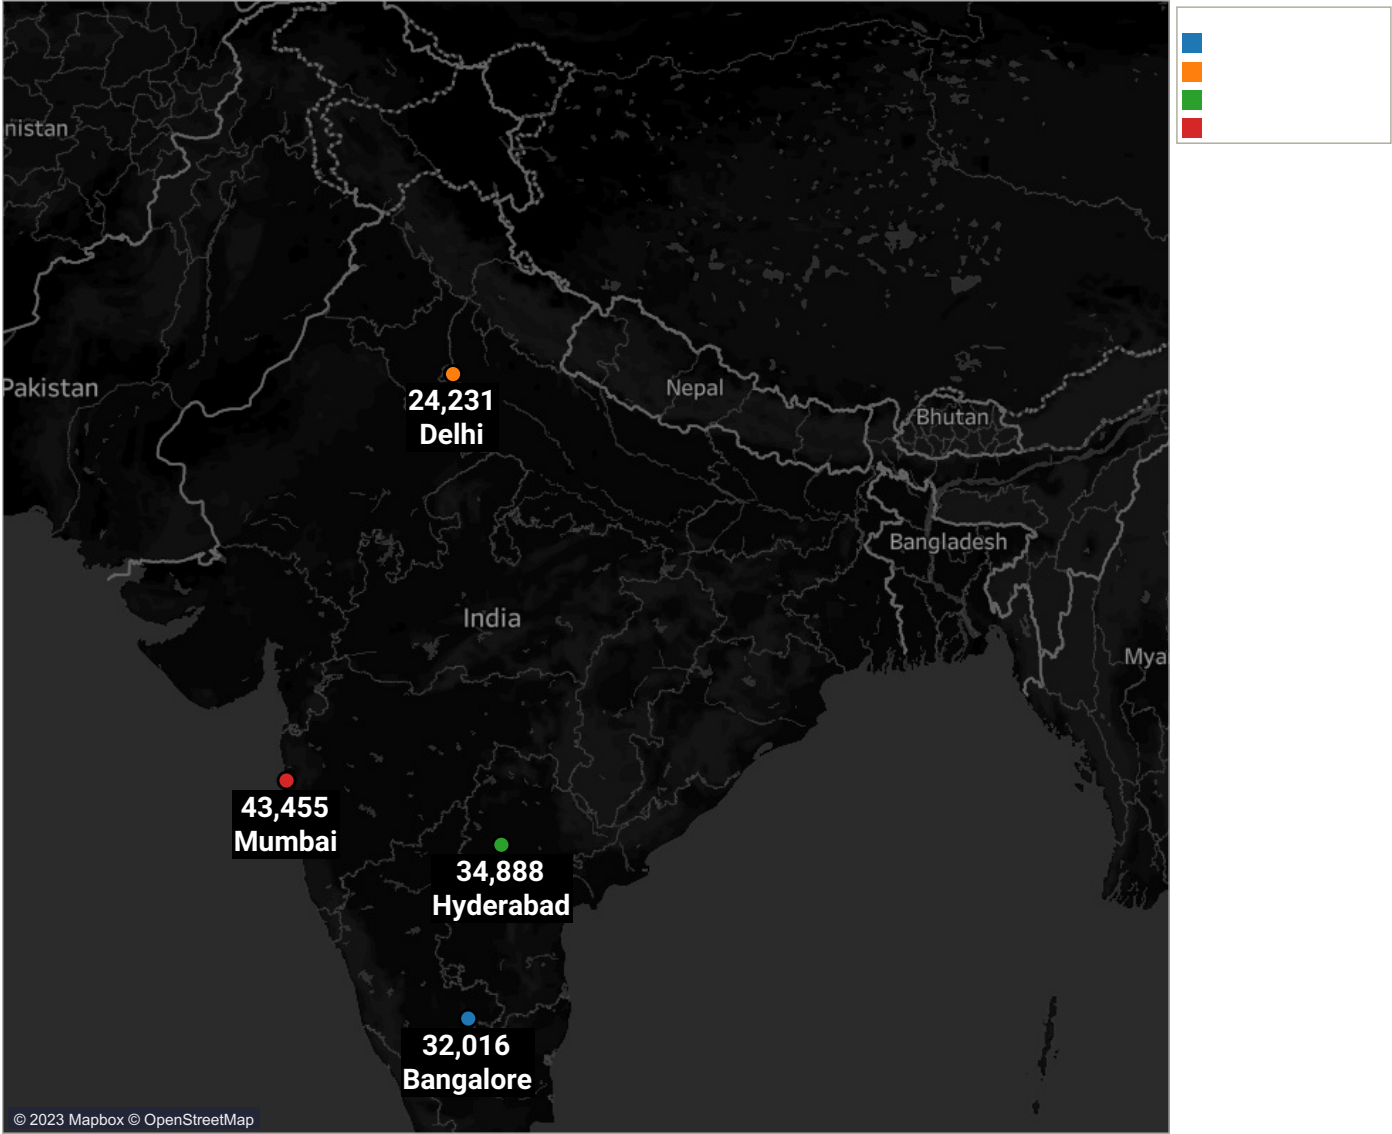 nistan
Pakistan
24,231
Delhi
Nepal
Bhutan
Bangladesh
India
Mya
43,455
Mumbai
34,888
Hyderabad
32,016
Bangalore
© 2023 Mapbox © OpenStreetMap